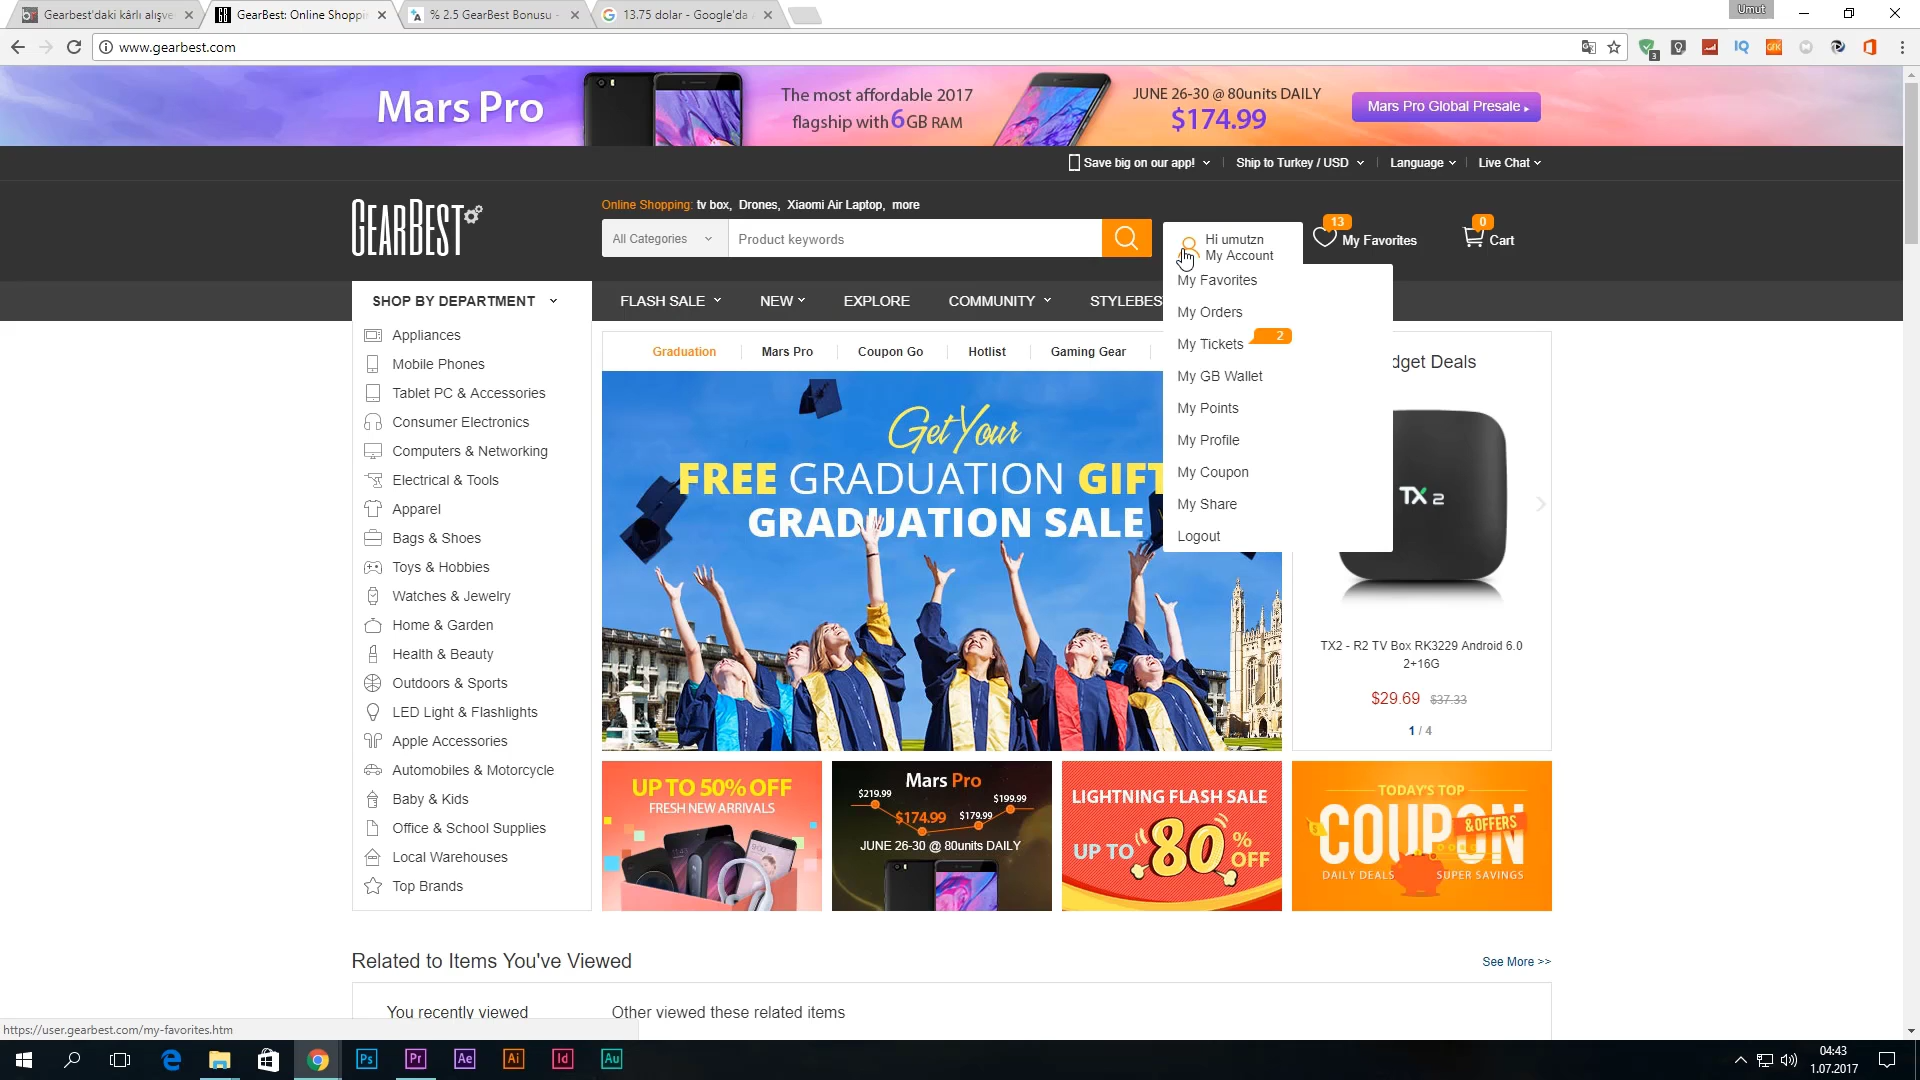 Gearbest'daki kârlı alışve
GearBest: Online Shoppin
% 2.5 GearBest Bonusu -
13.75 dolar - Google'da
Umut
www.gearbest.com
3
IQ
GTK
Mars Pro
The most affordable 2017
flagship with 6GB RAM
JUNE 26-30 @ 80units DAILY
$174.99
Mars Pro Global Presale
Save big on our app!
Ship to Turkey / USD
Language
Live Chat
GEARBEST
Online Shopping: tv box, Drones, Xiaomi Air Laptop, more
All Categories
Product keywords
Hi umutzn
My Account
13
My Favorites
0
Cart
SHOP BY DEPARTMENT
FLASH SALE
NEW
EXPLORE
COMMUNITY
STYLEBES
My Favorites
My Orders
My Tickets
2
My GB Wallet
My Points
My Profile
My Coupon
My Share
Logout
Appliances
Mobile Phones
Tablet PC & Accessories
Consumer Electronics
Computers & Networking
Electrical & Tools
Apparel
Bags & Shoes
Toys & Hobbies
Watches & Jewelry
Home & Garden
Health & Beauty
Outdoors & Sports
LED Light & Flashlights
Apple Accessories
Automobiles & Motorcycle
Baby & Kids
Office & School Supplies
Local Warehouses
Top Brands
Graduation
Mars Pro
Coupon Go
Hotlist
Gaming Gear
Get Your
FREE GRADUATION GIFT
GRADUATION SALE
dget Deals
TX 2
TX2 - R2 TV Box RK3229 Android 6.0
2+16G
$29.69 $37.33
1 / 4
UP TO 50% OFF
FRESH NEW ARRIVALS
Mars Pro
$219.99
$174.99
$179.99
$199.99
JUNE 26-30 @ 80units DAILY
LIGHTNING FLASH SALE
UP TO 80% OFF
TODAY'S TOP
COUPON
& OFFERS
DAILY DEALS
SUPER SAVINGS
Related to Items You've Viewed
See More >>
You recently viewed
Other viewed these related items
https://user.gearbest.com/my-favorites.htm
Ps
Pr
Ae
Ai
Id
Au
04:43
1.07.2017